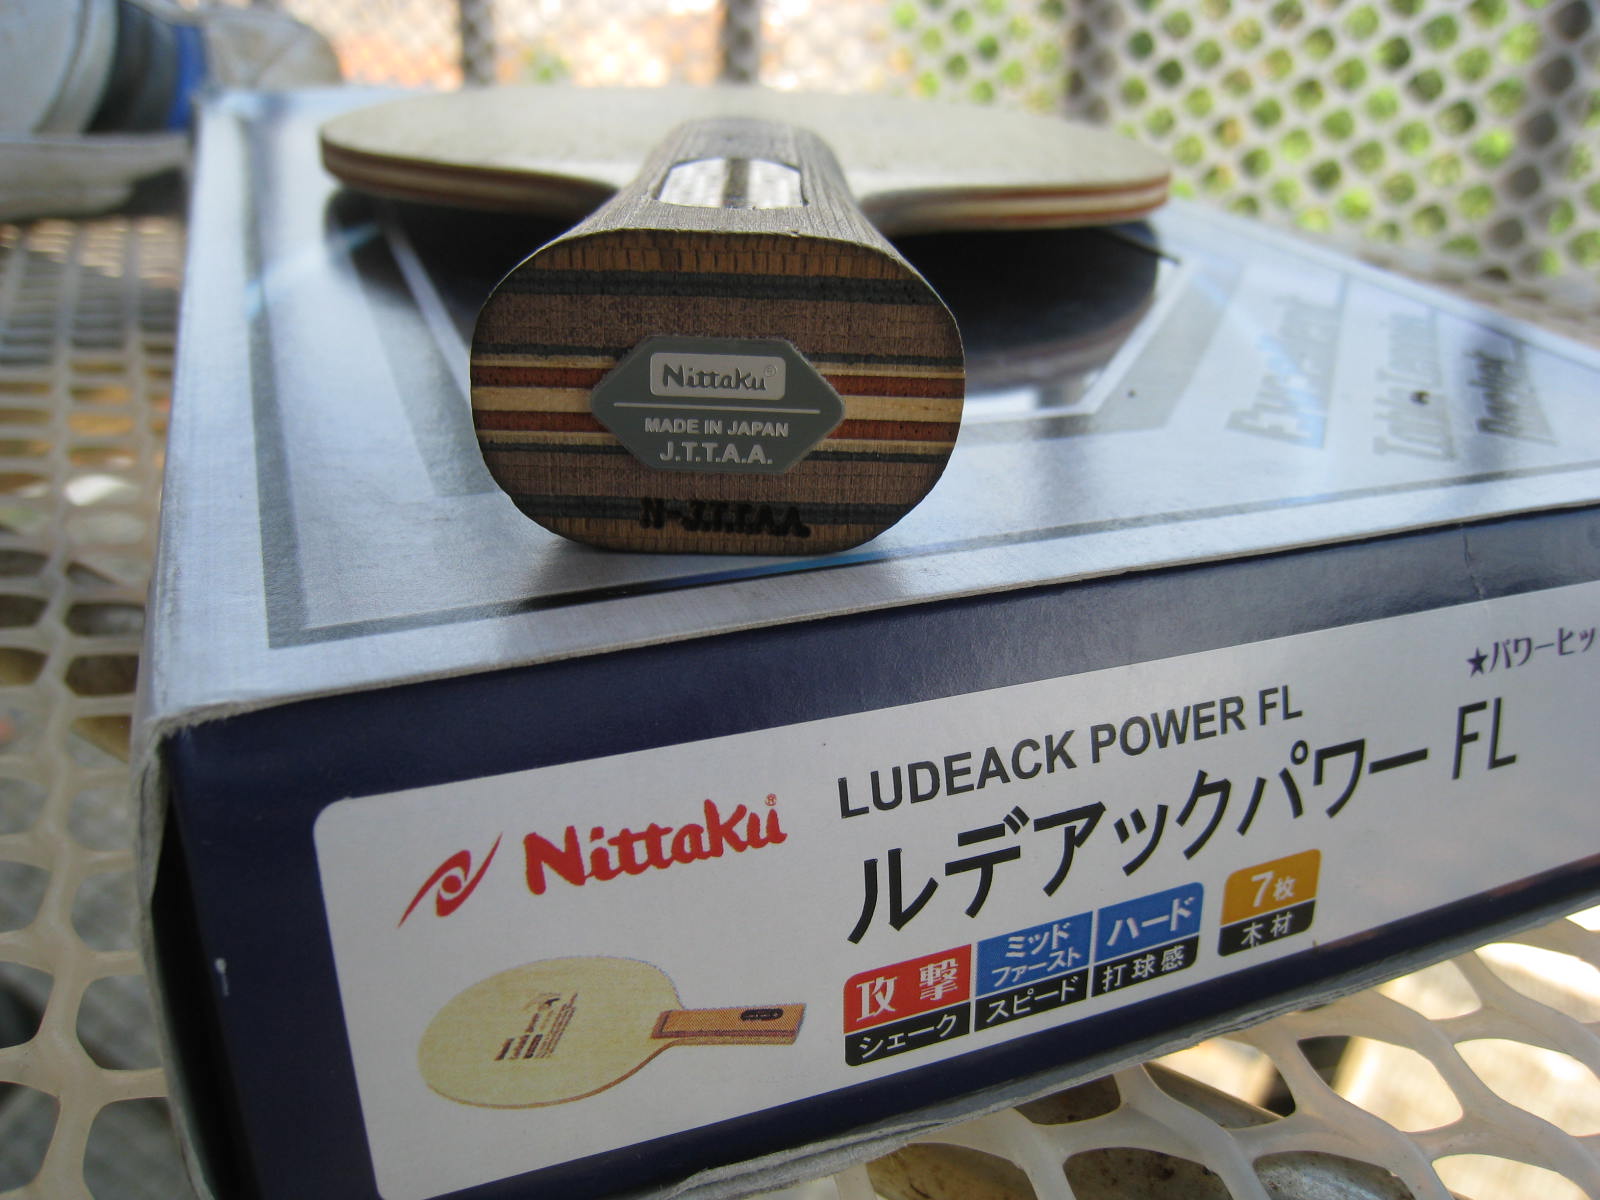 Nittaku®
MADE IN JAPAN
J.T.T.A.A.
N-J.T.T.A.A
★パワーヒッ
LUDEACK POWER FL
Nittaku®
ルデアックパワー FL
攻撃
シェーク
ミッド
ファースト
スピード
ハード
打球感
7枚
木材